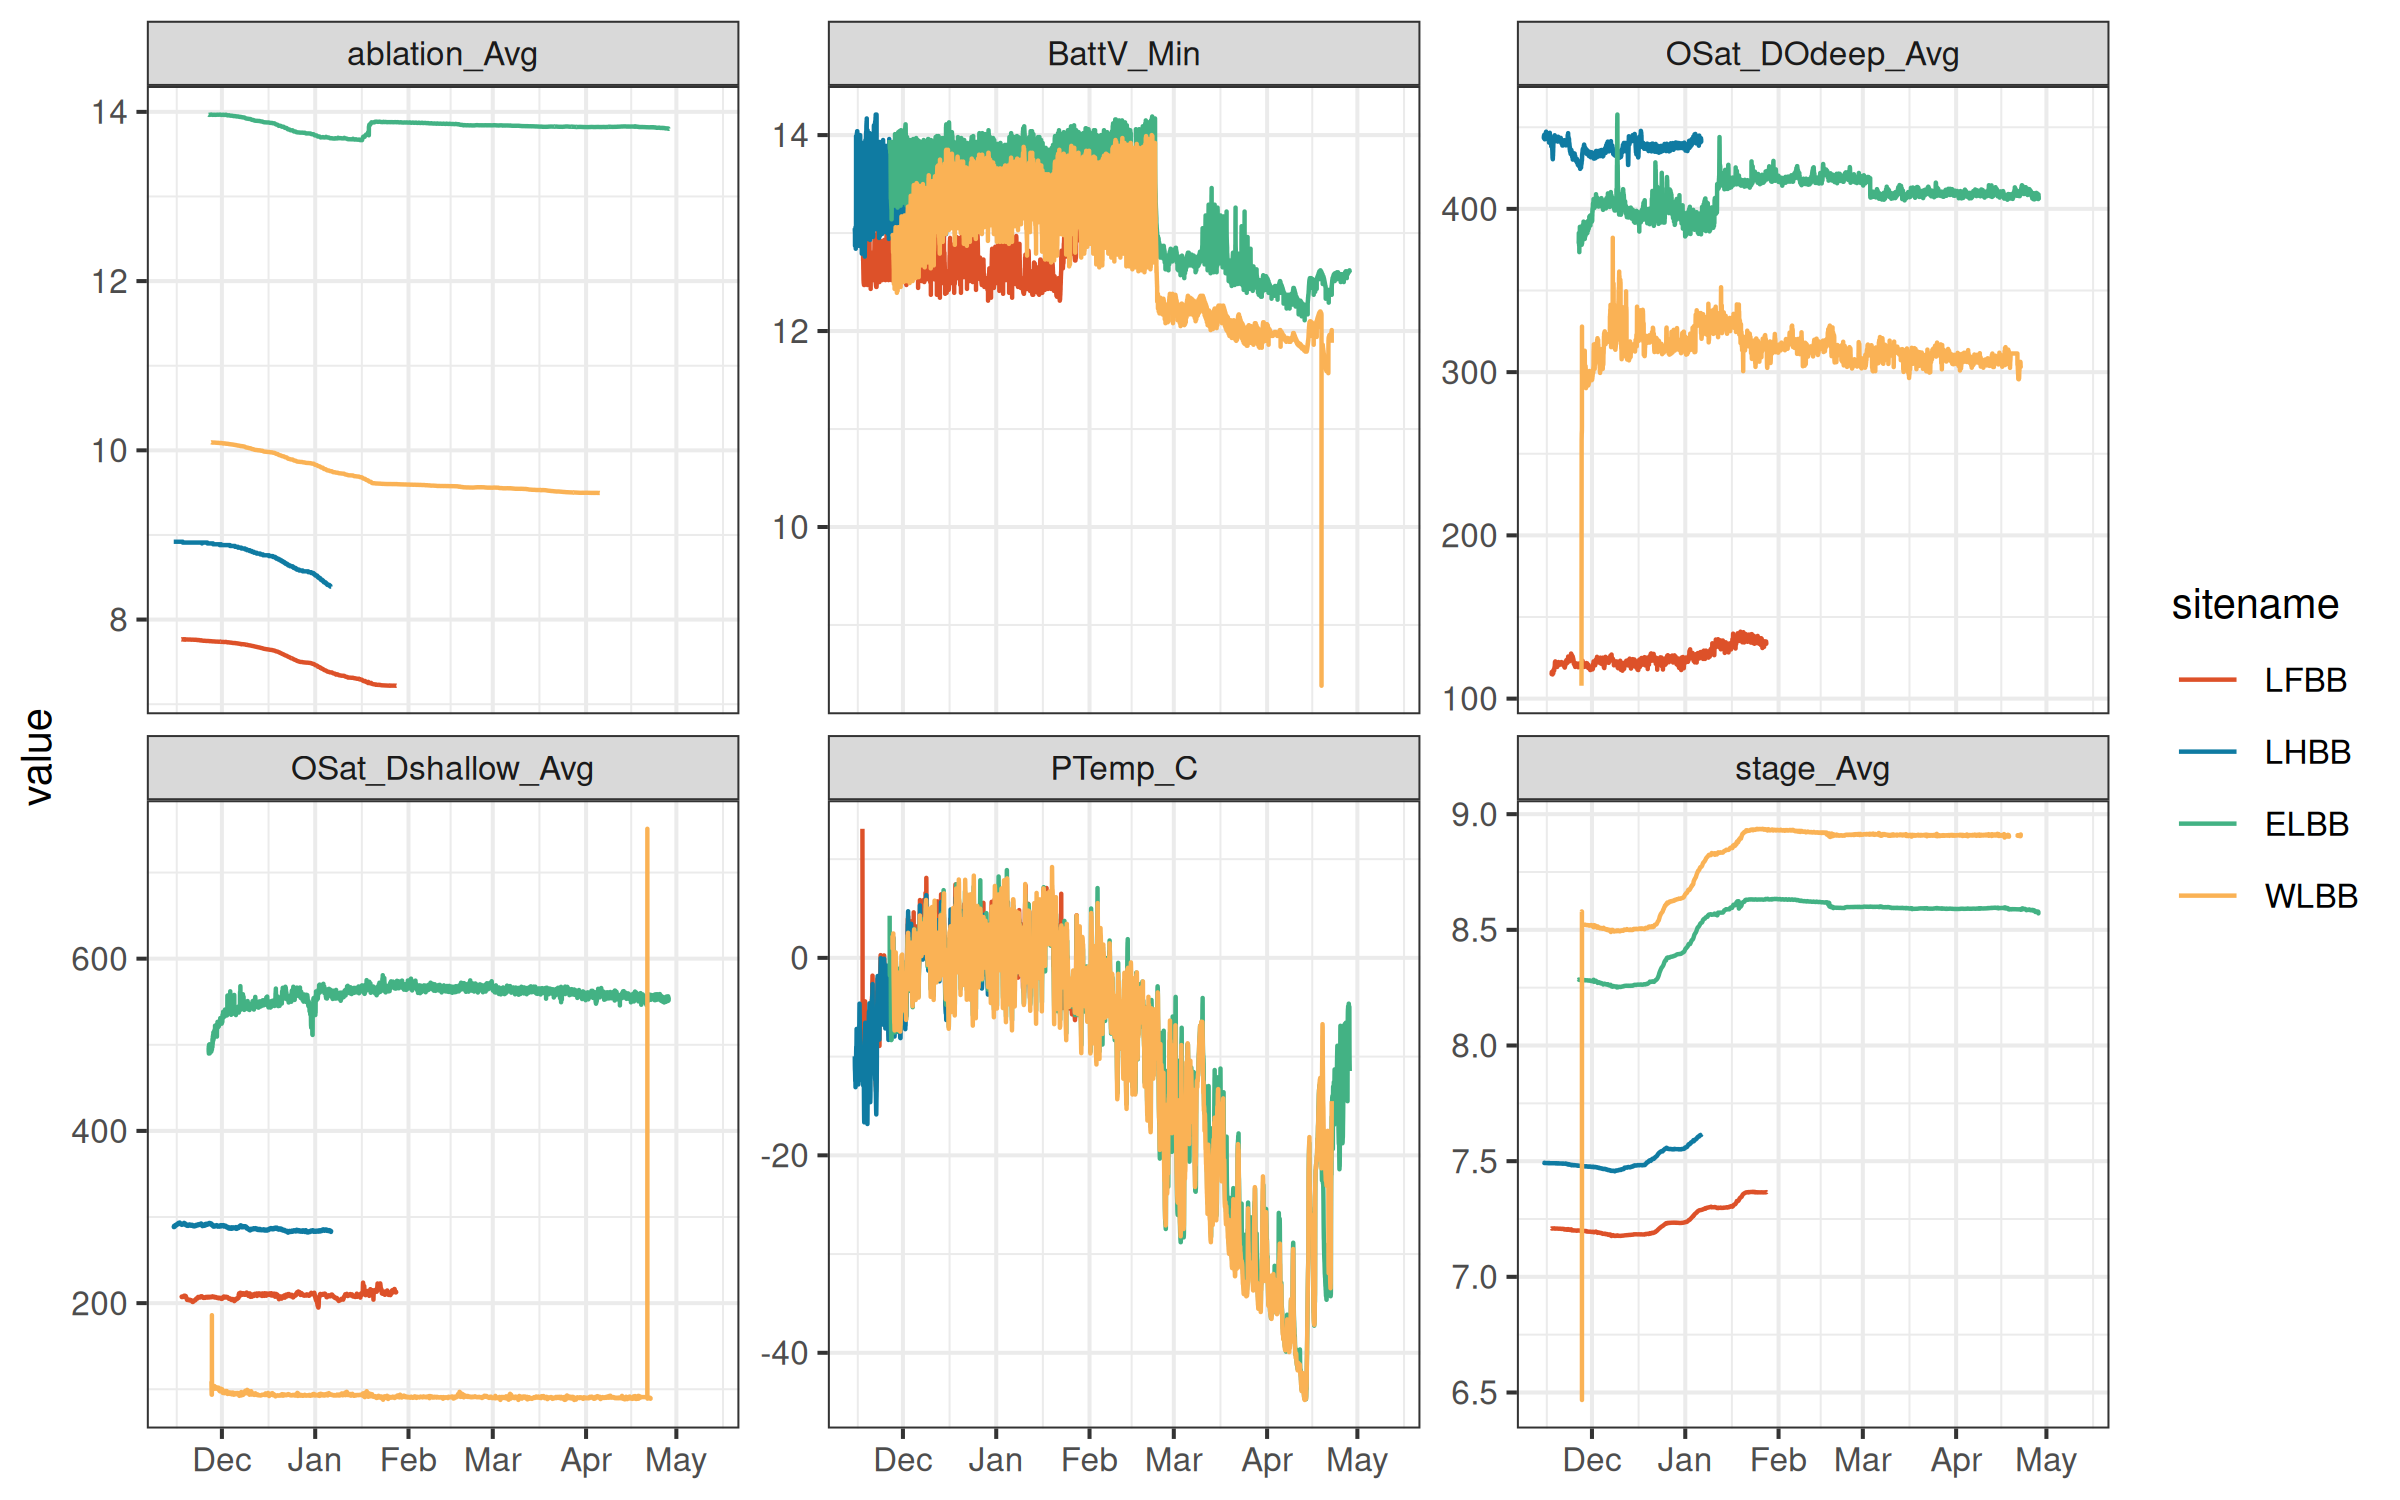 ablation_Avg
BattV_Min
OSat_DOdeep_Avg
14
12
10
8
14
12
10
400
300
200
100
value
OSat_Dshallow_Avg
PTemp_C
stage_Avg
600
400
200
0
-20
-40
9.0
8.5
8.0
7.5
7.0
6.5
Dec Jan Feb Mar Apr May
Dec Jan Feb Mar Apr May
Dec Jan Feb Mar Apr May
sitename
LFBB
LHBB
ELBB
WLBB